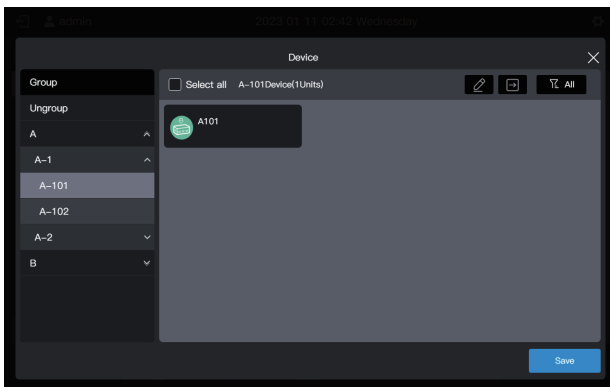 admin
2023 01 11 02:42 Wednesday
Device
Group
Select all
A-101Device(1Units)
All
Ungroup
A
A-1
A-101
A-102
A-2
B
A101
Save